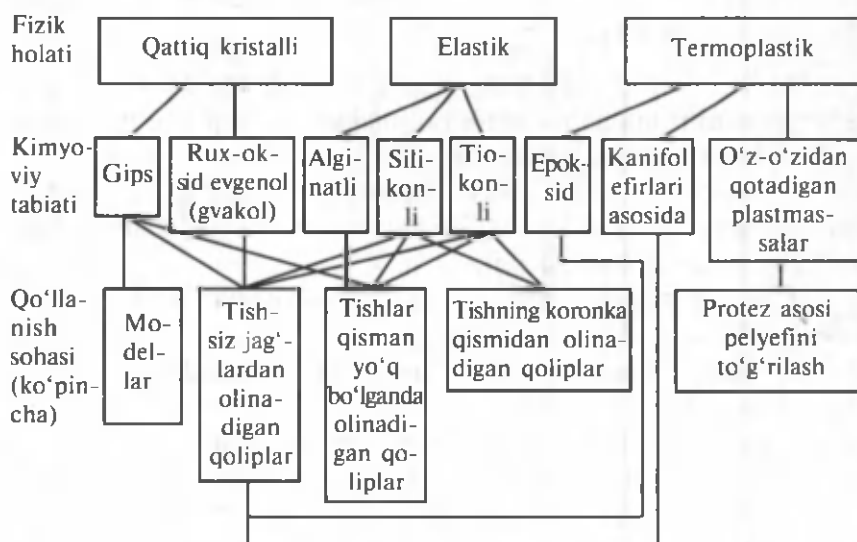 Fizik
holati
Qattiq kristalli
Elastik
Termoplastik
Kimyo-
viy
tabiati
Gips
Rux-ok-
sid evgenol
(gvakol)
Algi-
natli
Sili-
kon-
li
Tio-
kon-
li
Epok-
sid
Kanifol
efirlari
asosida
O‘z-o‘zidan
qotadigan
plastmas-
salar
Qo‘lla-
nish
sohasi
(ko‘pin-
cha)
Mo-
del-
lar
Tish-
siz jag‘-
lardan
olina-
digan
qoliplar
Tishlar
qisman
yo‘q
bo‘lganda
olinadi-
gan qo-
liplar
Tishning koronka
qismidan olina-
digan qoliplar
Protez asosi
pelyefini
to‘g‘rilash